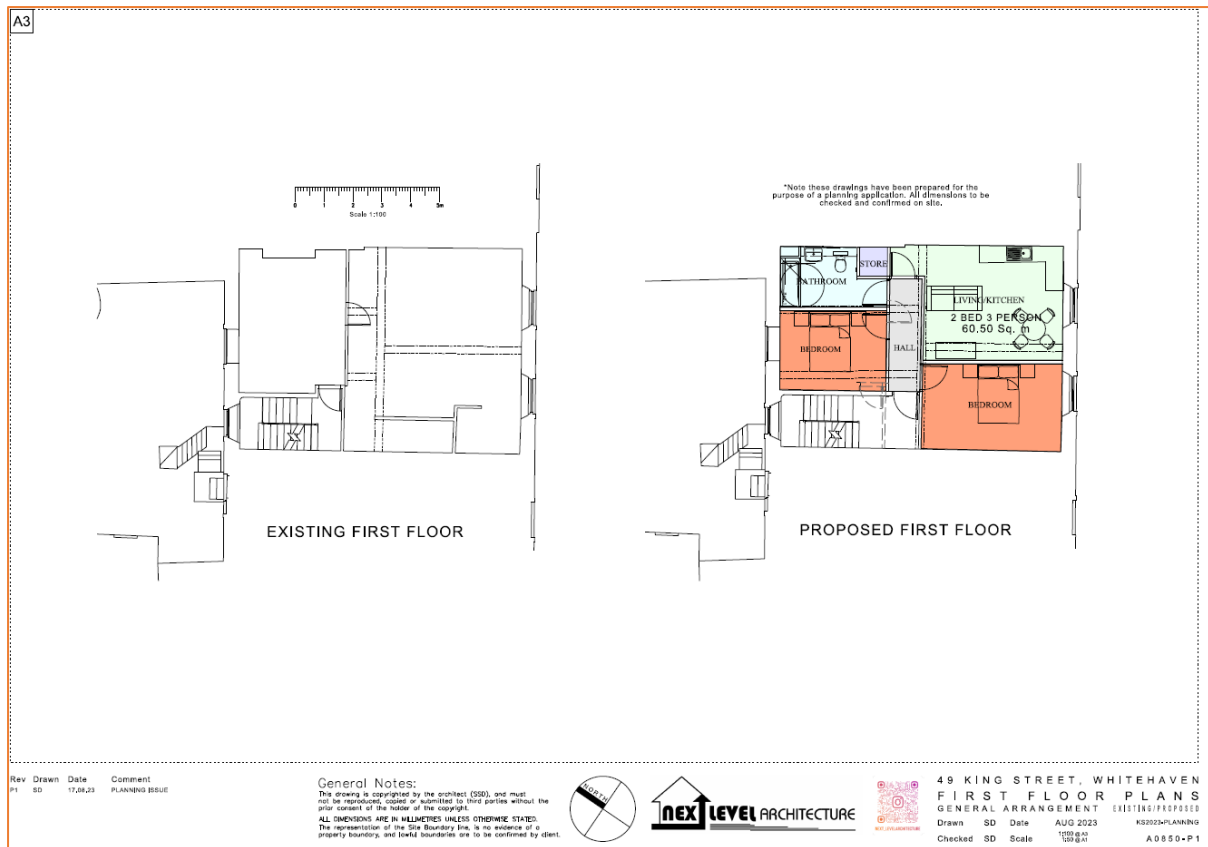 A3
0 1 2 3 4 5m
Scale 1:100
*Note these drawings have been prepared for the
purpose of a planning application. All dimensions to be
checked and confirmed on site.
BATHROOM
STORE
LIVING/KITCHEN
2 BED 3 PERSON
60.50 Sq. m
BEDROOM
HALL
BEDROOM
EXISTING FIRST FLOOR
PROPOSED FIRST FLOOR
Rev Drawn Date Comment
P1 SD 17.08.23 PLANNING ISSUE
General Notes:
This drawing is copyrighted by the architect (SSD), and must
not be reproduced, copied or submitted to third parties without the
prior consent of the holder of the copyright.
ALL DIMENSIONS ARE IN MILLIMETRES UNLESS OTHERWISE STATED.
The representation of the Site Boundary line, is no evidence of a
property boundary, and lawful boundaries are to be confirmed by client.
NORTH
NEXT LEVEL ARCHITECTURE
NEXT.LEVELARCHITECTURE
49 KING STREET, WHITEHAVEN
FIRST FLOOR PLANS
GENERAL ARRANGEMENT EXISTING/PROPOSED
Drawn SD Date AUG 2023 KS2023-PLANNING
Checked SD Scale 1:100 @ A3
1:50 @ A1
A0850-P1